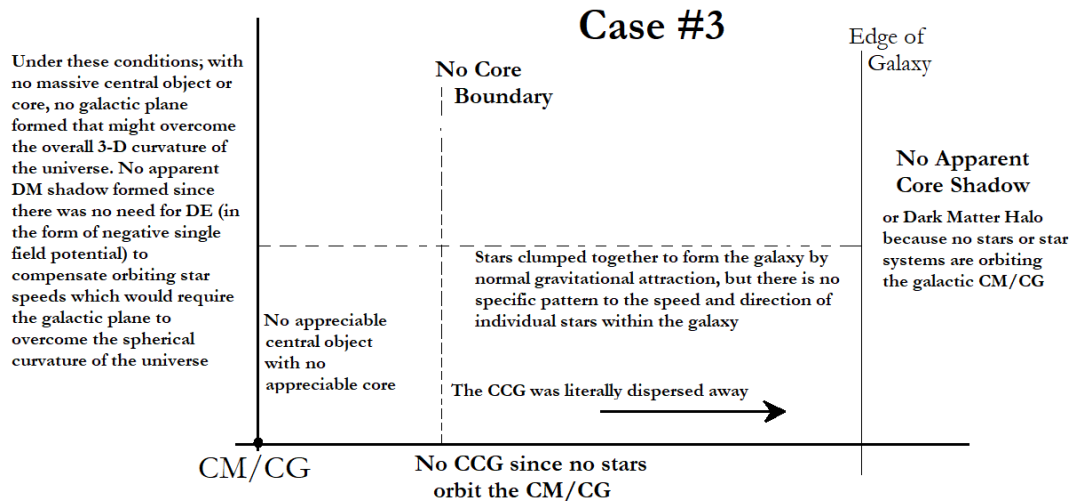 Case #3
Under these conditions; with
no massive central object or
core, no galactic plane
formed that might overcome
the overall 3-D curvature of
the universe. No apparent
DM shadow formed since
there was no need for DE (in
the form of negative single
field potential) to
compensate orbiting star
speeds which would require
the galactic plane to
overcome the spherical
curvature of the universe
No Core
Boundary
Edge of
Galaxy
No Apparent
Core Shadow
or Dark Matter Halo
because no stars or star
systems are orbiting
the galactic CM/CG
Stars clumped together to form the galaxy by
normal gravitational attraction, but there is no
specific pattern to the speed and direction of
individual stars within the galaxy
No appreciable
central object
with no
appreciable core
The CCG was literally dispersed away
CM/CG
No CCG since no stars
orbit the CM/CG